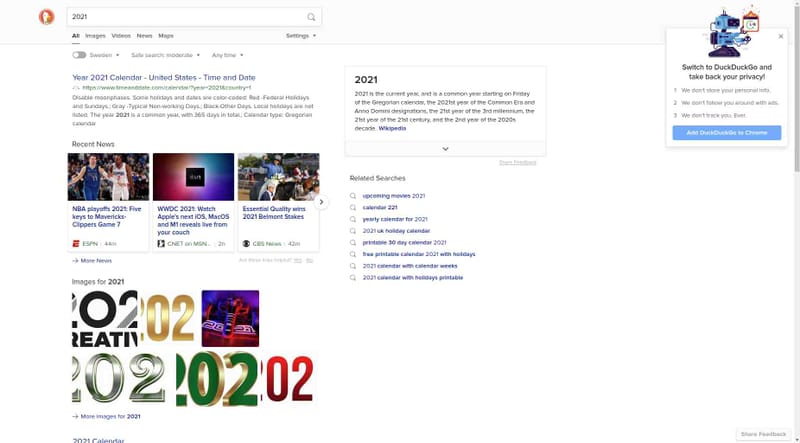 2021
All Images Videos News Maps Settings
Sweden Safe search: moderate Any time
Year 2021 Calendar - United States - Time and Date
https://www.timeanddate.com/calendar/?year=2021&country=1
Disable moonphases. Some holidays and dates are color-coded: Red -Federal Holidays
and Sundays.; Gray -Typical Non-working Days.; Black-Other Days. Local holidays are not
listed. The year 2021 is a common year, with 365 days in total.; Calendar type: Gregorian
calendar
Recent News
NBA playoffs 2021: Five
keys to Mavericks-
Clippers Game 7
ESPN · 44m
WWDC 2021: Watch
Apple's next iOS, MacOS
and M1 reveals live from
your couch
CNET on MSN... · 2h
Essential Quality wins
2021 Belmont Stakes
CBS News · 42m
More News
Are these links helpful? Yes No
Images for 2021
202
CREATIV
202
2021
202
202
202
More Images for 2021
2021 Calendar
2021
2021 is the current year, and is a common year starting on Friday
of the Gregorian calendar, the 2021st year of the Common Era and
Anno Domini designations, the 21st year of the 3rd millennium, the
21st year of the 21st century, and the 2nd year of the 2020s
decade. Wikipedia
Share Feedback
Related Searches
upcoming movies 2021
calendar 221
yearly calendar for 2021
2021 uk holiday calendar
printable 30 day calendar 2021
free printable calendar 2021 with holidays
2021 calendar with calendar weeks
2021 calendar with holidays printable
Switch to DuckDuckGo and
take back your privacy!
1 We don't store your personal info.
2 We don't follow you around with ads.
3 We don't track you. Ever.
Add DuckDuckGo to Chrome
Share Feedback